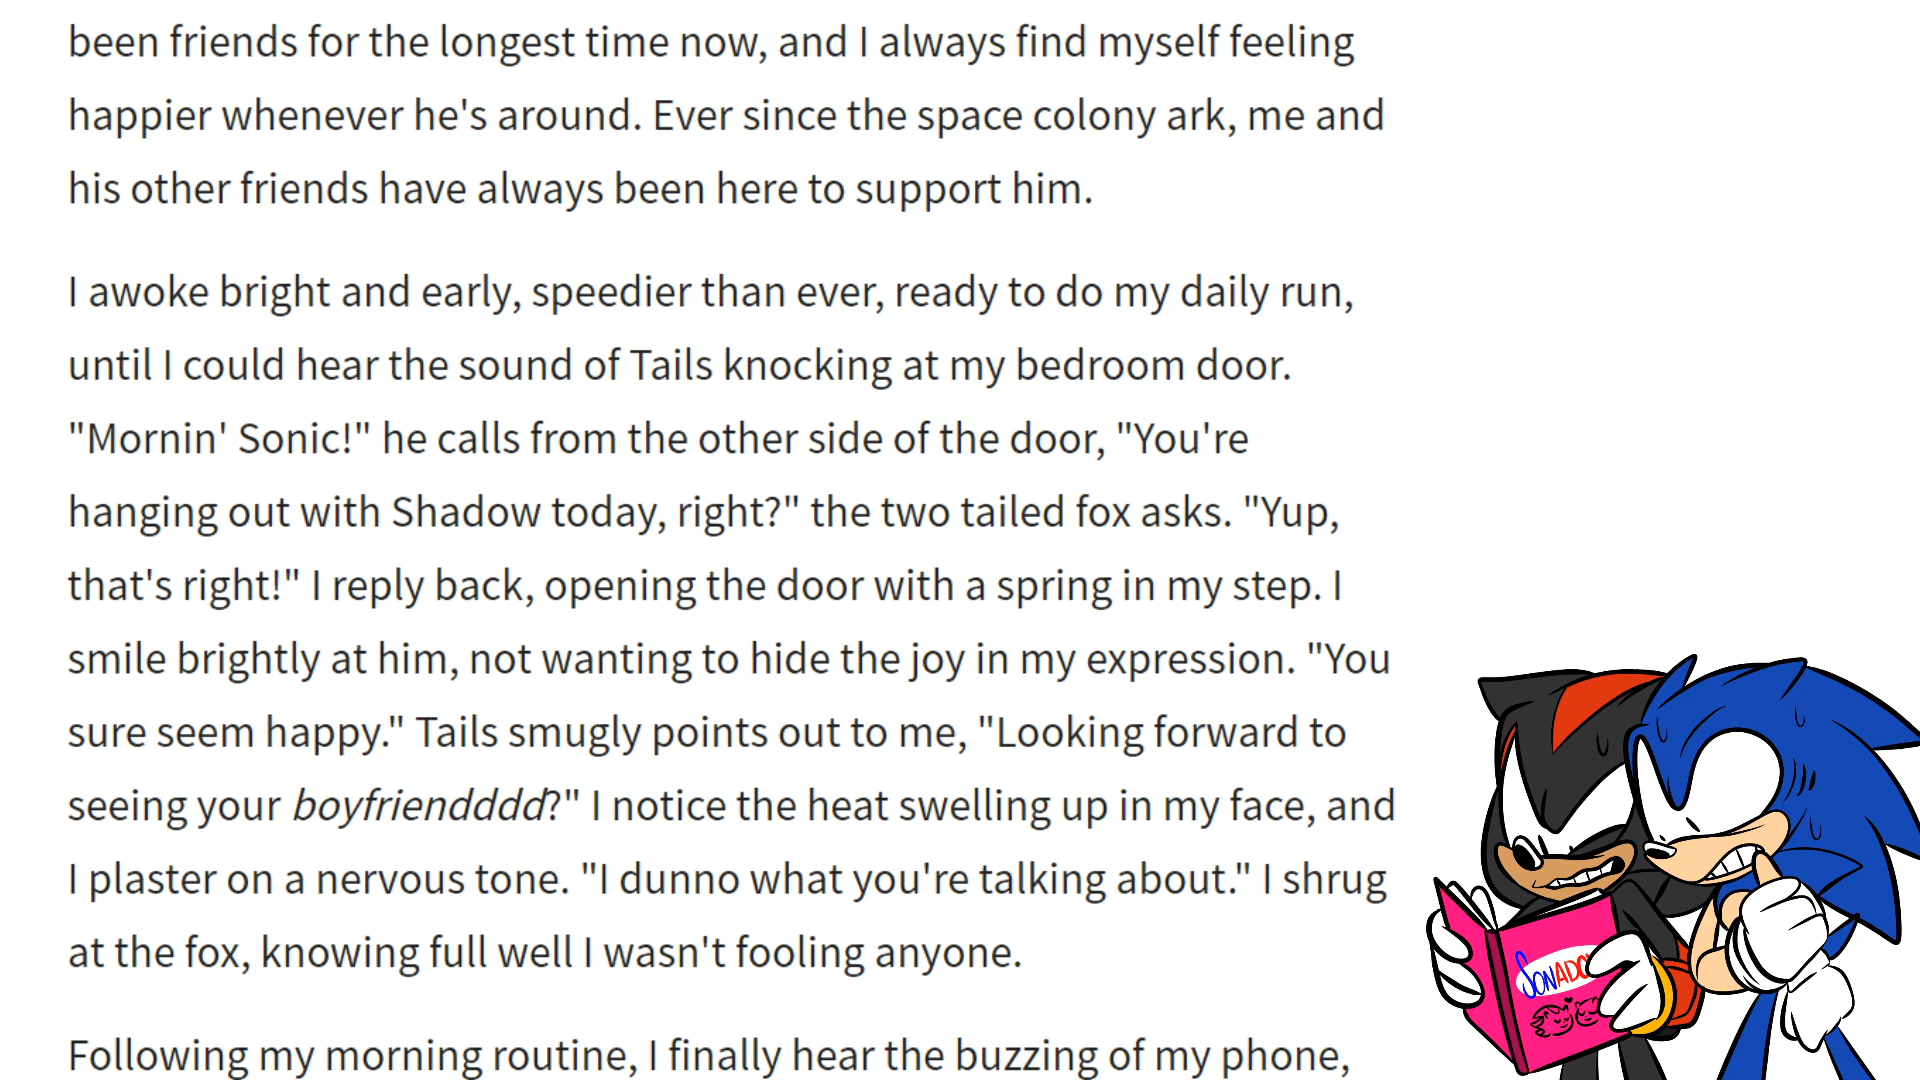 been friends for the longest time now, and I always find myself feeling
happier whenever he's around. Ever since the space colony ark, me and
his other friends have always been here to support him.
I awoke bright and early, speedier than ever, ready to do my daily run,
until I could hear the sound of Tails knocking at my bedroom door.
"Mornin' Sonic!" he calls from the other side of the door, "You're
hanging out with Shadow today, right?" the two tailed fox asks. "Yup,
that's right!" I reply back, opening the door with a spring in my step. I
smile brightly at him, not wanting to hide the joy in my expression. "You
sure seem happy." Tails smugly points out to me, "Looking forward to
seeing your boyfriendddd?" I notice the heat swelling up in my face, and
I plaster on a nervous tone. "I dunno what you're talking about." I shrug
at the fox, knowing full well I wasn't fooling anyone.
Following my morning routine, I finally hear the buzzing of my phone,